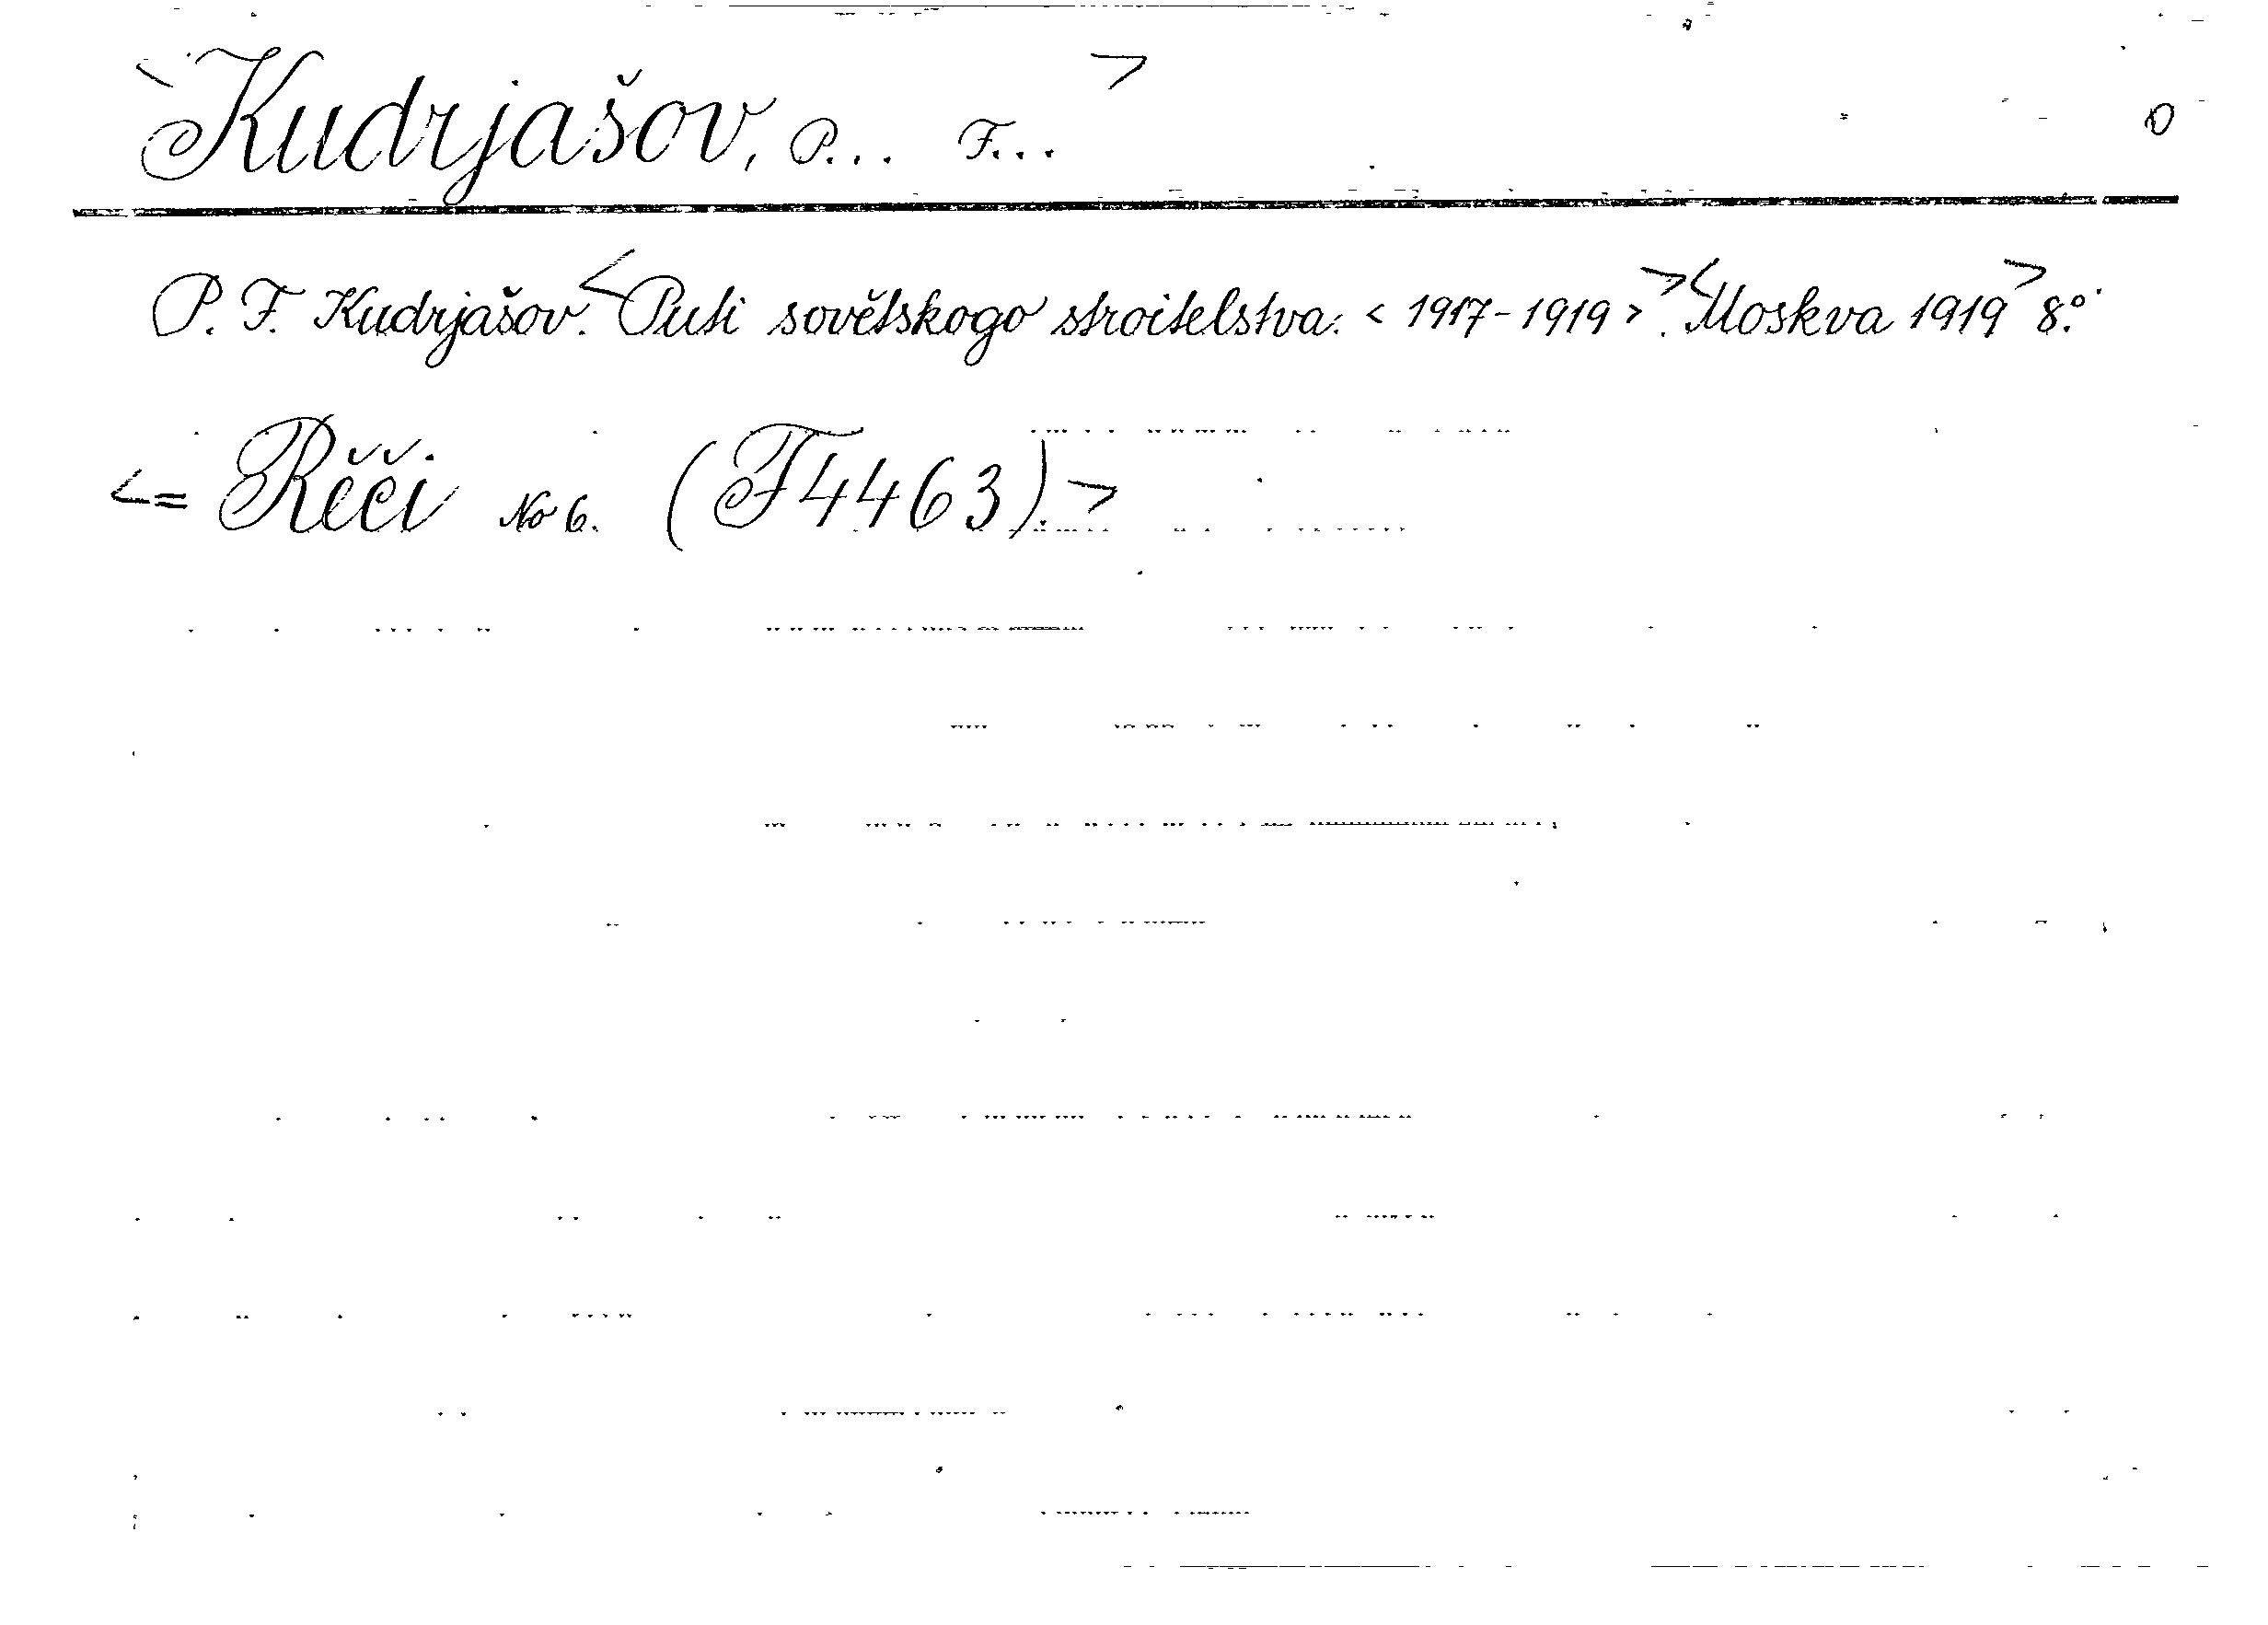 <Kudrjašov, P... F...>
P. F. Kudrjašov. <Puti sovětskogo stroitelstva. < 1917-1919 >.> <Moskva 1919> 8.°
<= Rěči No 6. (F4463).>